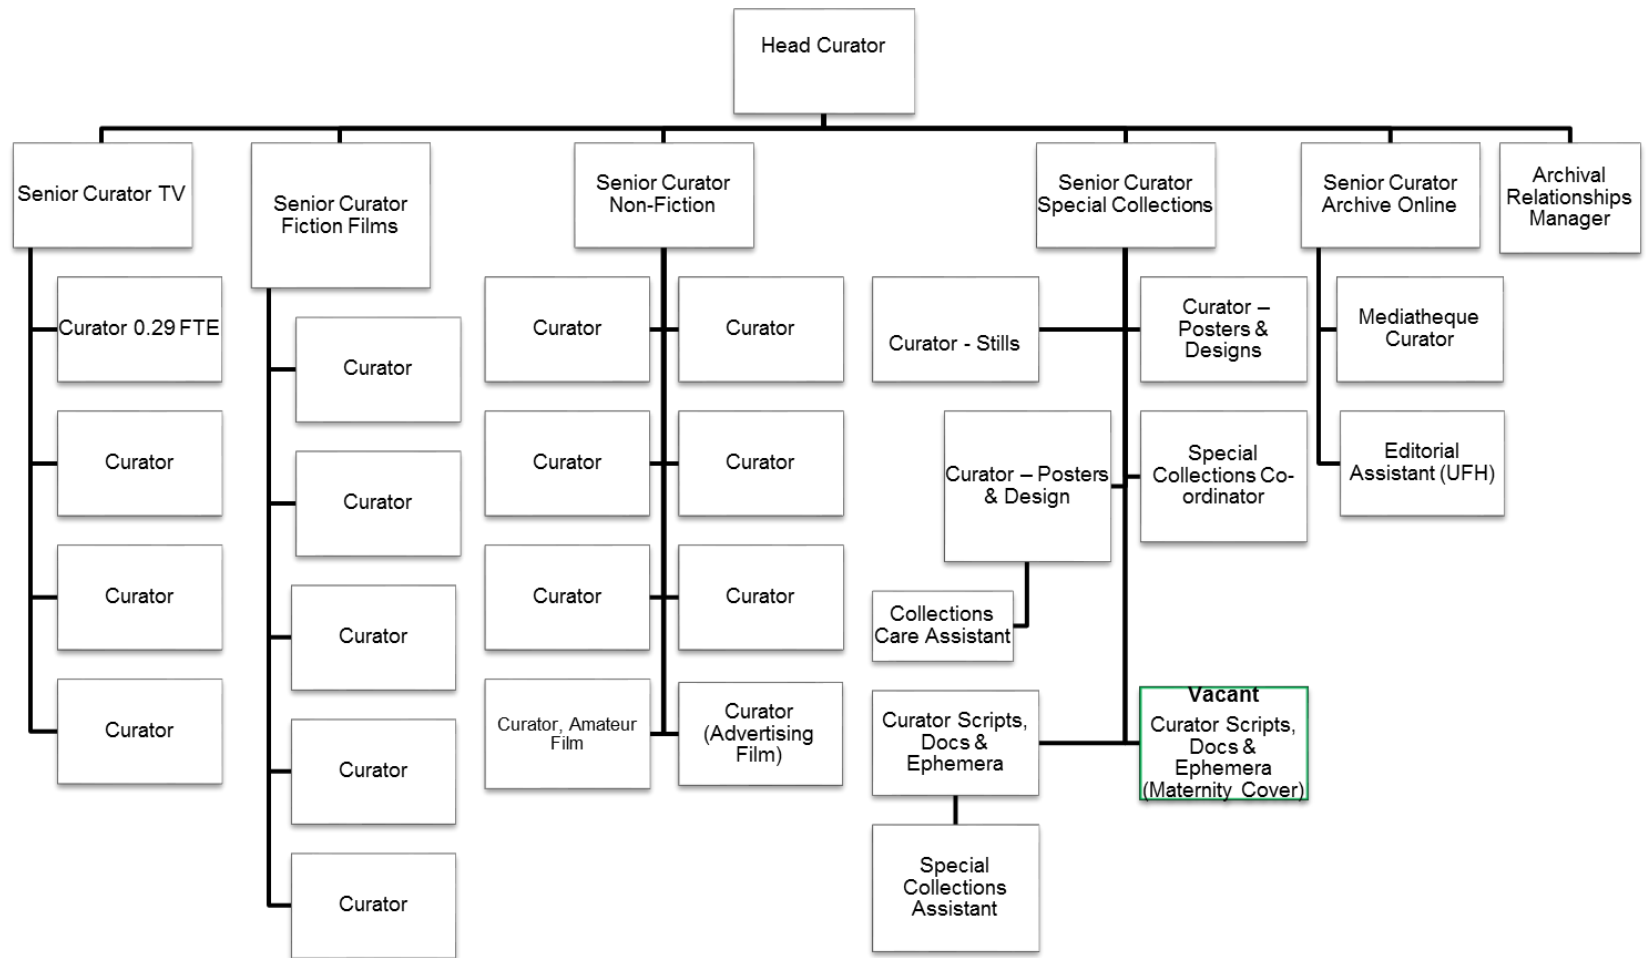 Head Curator
Senior Curator TV
Senior Curator
Fiction Films
Senior Curator
Non-Fiction
Senior Curator
Special Collections
Senior Curator
Archive Online
Archival
Relationships
Manager
Curator 0.29 FTE
Curator
Curator
Curator
Curator
Curator
Curator
Curator
Curator
Curator
Curator
Curator
Curator
Curator
Curator
Curator, Amateur
Film
Curator
(Advertising
Film)
Curator - Stills
Curator –
Posters &
Designs
Curator – Posters
& Design
Special
Collections Co-
ordinator
Collections
Care Assistant
Curator Scripts,
Docs &
Ephemera
Vacant
Curator Scripts,
Docs &
Ephemera
(Maternity Cover)
Special
Collections
Assistant
Mediatheque
Curator
Editorial
Assistant (UFH)